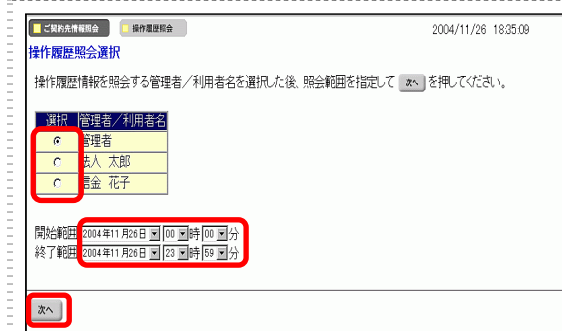 ご契約先情報照会 操作履歴照会 2004/11/26 18:35:09
操作履歴照会選択
操作履歴情報を照会する管理者／利用者名を選択した後、照会範囲を指定して 次へ を押してください。
選択 管理者／利用者名
管理者
法人 太郎
信金 花子
開始範囲 2004年11月26日 00 時 00 分
終了範囲 2004年11月26日 23 時 59 分
次へ